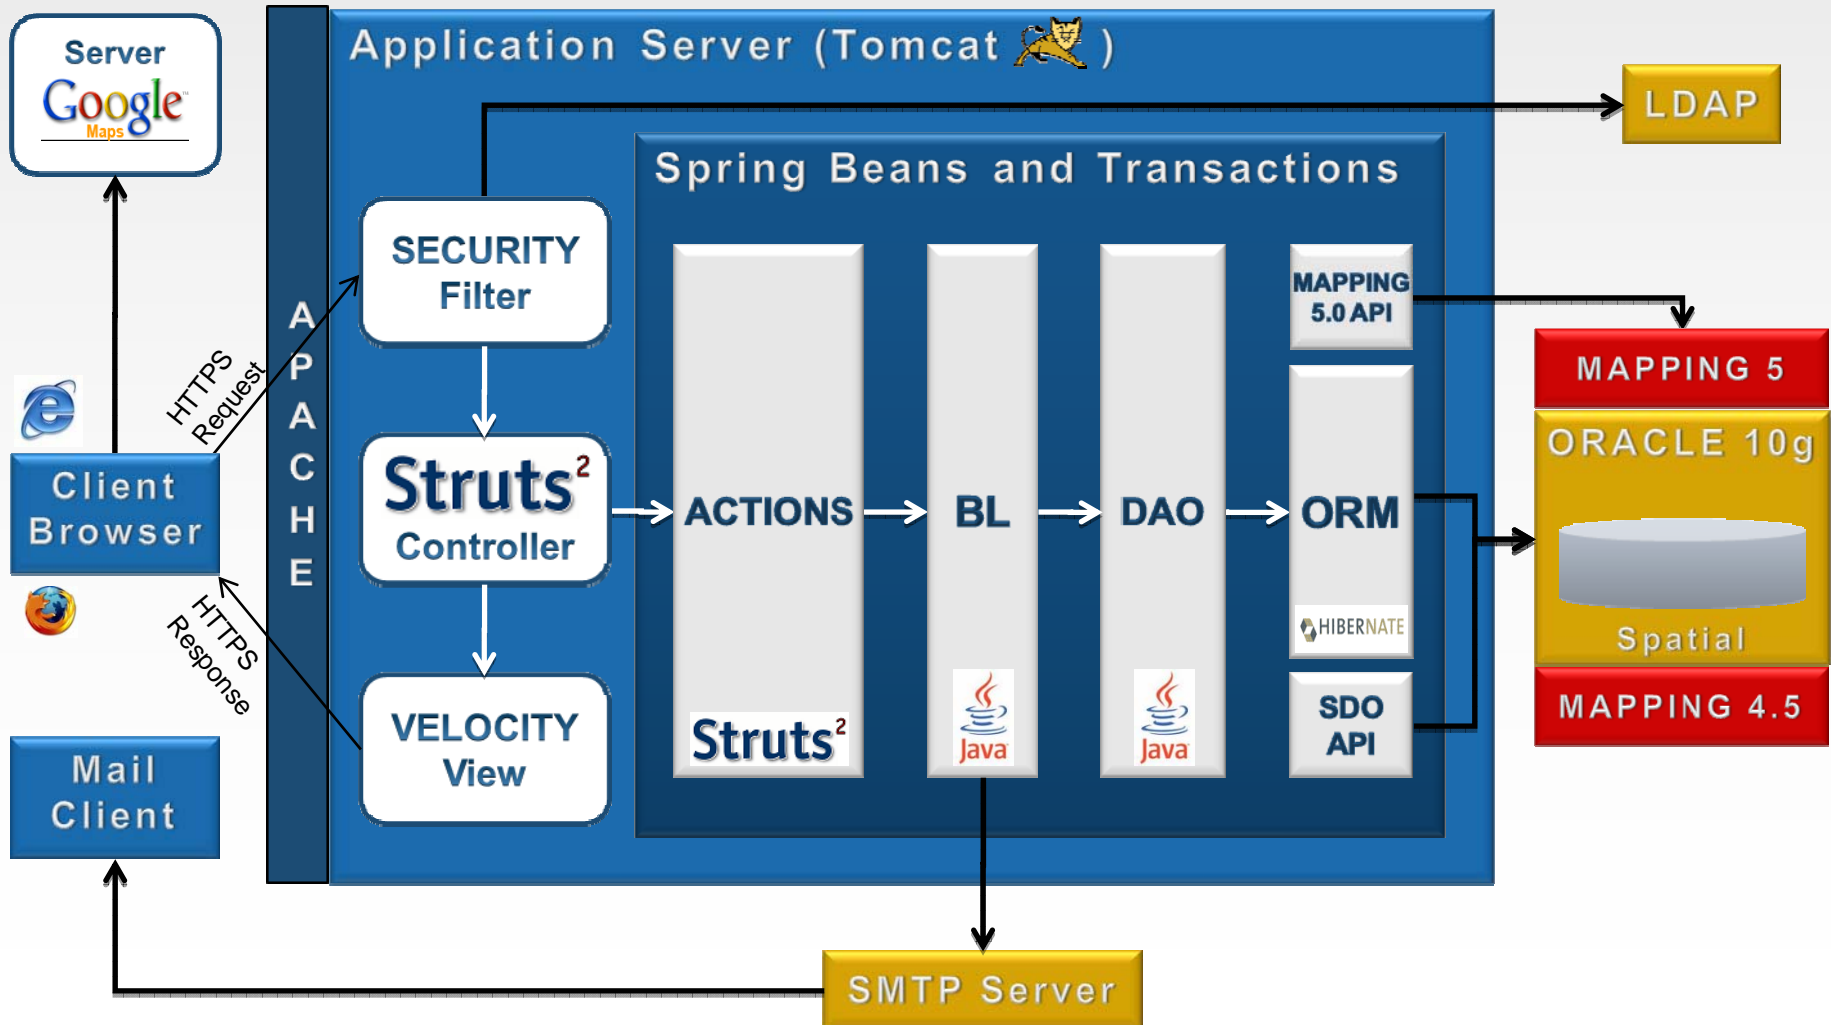 Server
Google™
Maps
Application Server (Tomcat )
LDAP
Spring Beans and Transactions
SECURITY
Filter
MAPPING
5.0 API
A
P
A
C
H
E
HTTPS
Request
MAPPING 5
ORACLE 10g
Spatial
MAPPING 4.5
Client
Browser
Struts2
Controller
ACTIONS
BL
DAO
ORM
HIBERNATE
HTTPS
Response
VELOCITY
View
Struts2
Java
Java
SDO
API
Mail
Client
SMTP Server